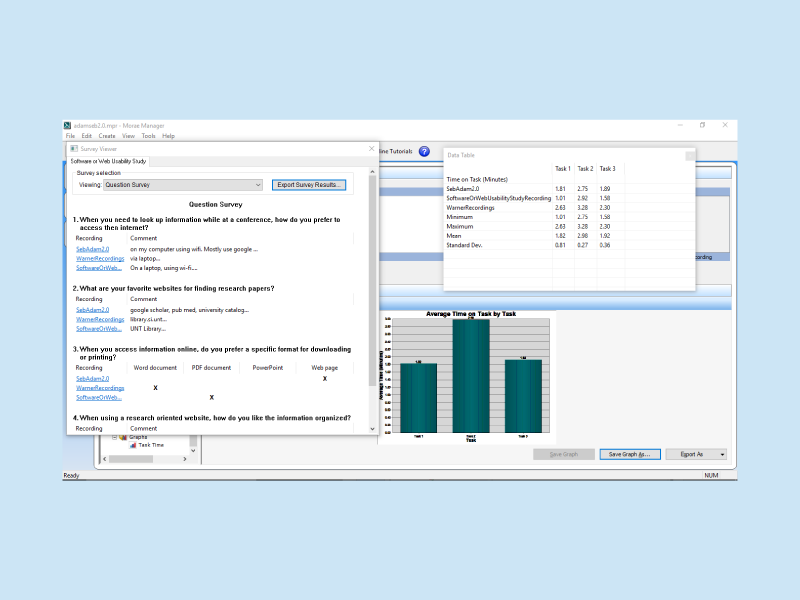 adamseb2.0.mpr - Morae Manager
File Edit Create View Tools Help
Survey Viewer
Software or Web Usability Study
Survey selection
Viewing: Question Survey
Export Survey Results...
Question Survey
1. When you need to look up information while at a conference, how do you prefer to
access then internet?
Recording Comment
SebAdam2.0 on my computer using wifi. Mostly use google ...
WarnerRecordings via laptop...
SoftwareOrWeb... On a laptop, using wi-fi....
2. What are your favorite websites for finding research papers?
Recording Comment
SebAdam2.0 google scholar, pub med, university catalog...
WarnerRecordings library.si.unt...
SoftwareOrWeb... UNT Library...
3. When you access information online, do you prefer a specific format for downloading
or printing?
Recording Word document PDF document PowerPoint Web page
SebAdam2.0 X
WarnerRecordings X
SoftwareOrWeb... X
4. When using a research oriented website, how do you like the information organized?
Recording Comment
Graphs
Task Time
Ready
ine Tutorials
Data Table
Task 1 Task 2 Task 3
Time on Task (Minutes)
SebAdam2.0 1.81 2.75 1.89
SoftwareOrWebUsabilityStudyRecording 1.01 2.92 1.58
WarnerRecordings 2.63 3.28 2.30
Minimum 1.01 2.75 1.58
Maximum 2.63 3.28 2.30
Mean 1.82 2.98 1.92
Standard Dev. 0.81 0.27 0.36
ording
Average Time on Task by Task
Average Time (Minutes)
Task 1 Task 2 Task 3
Task
Save Graph
Save Graph As...
Export As
NUM